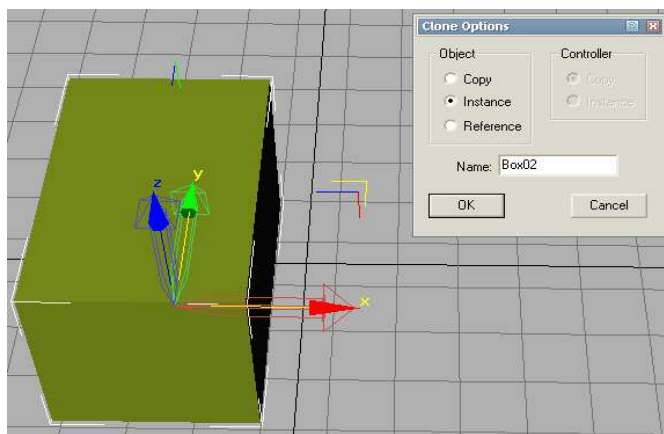 Clone Options
Object
Controller
Copy
Copy
Instance
Instance
Reference
Name: Box02
OK
Cancel
z
y
x